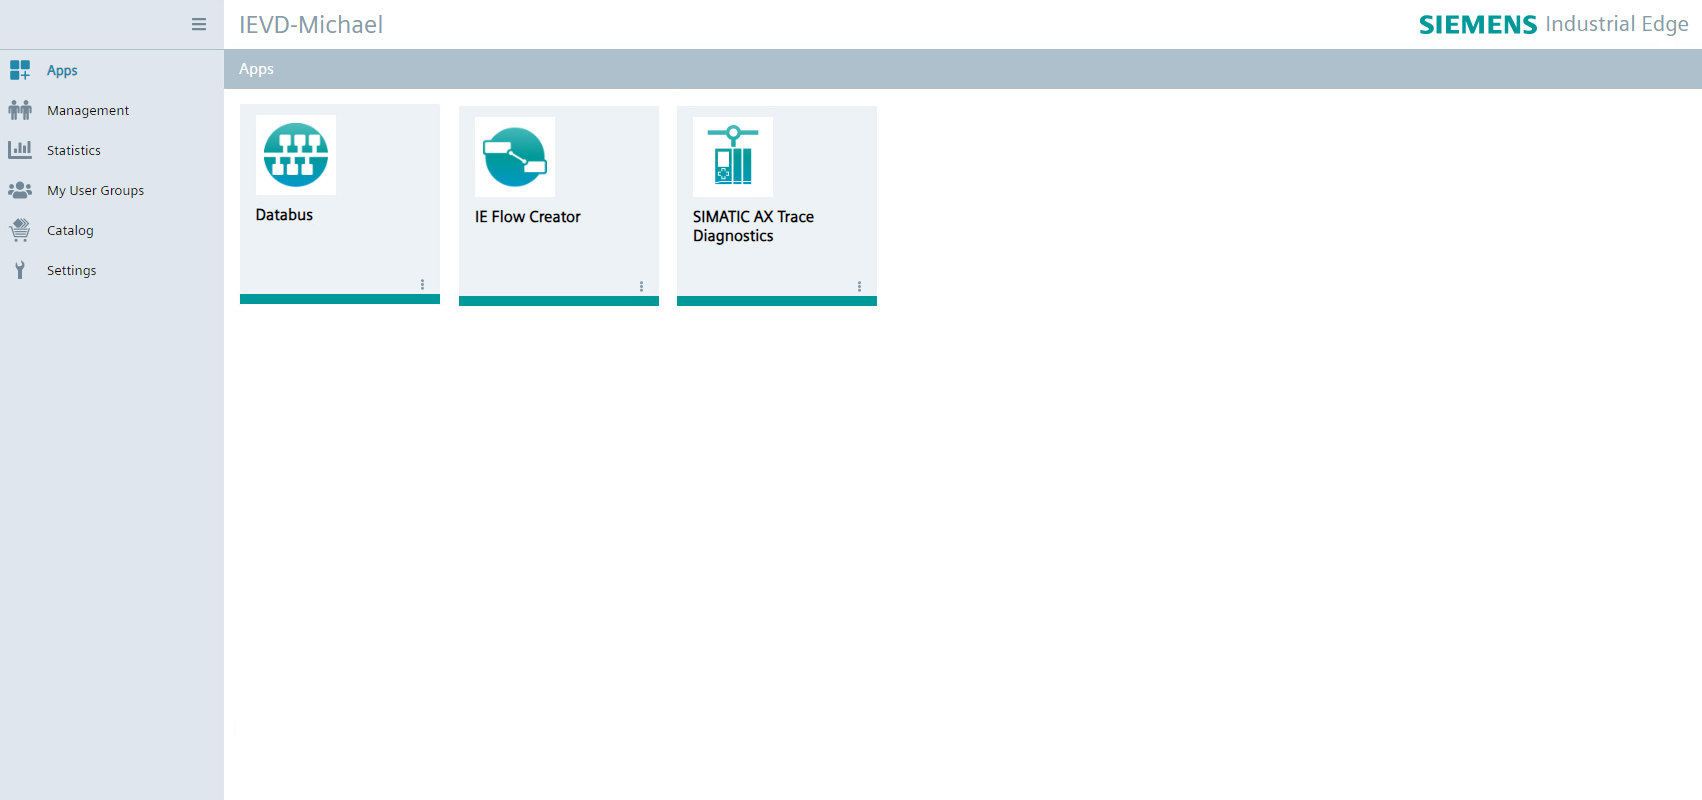 IEVD-Michael
SIEMENS Industrial Edge
Apps
Management
Statistics
My User Groups
Catalog
Settings
Apps
Databus
IE Flow Creator
SIMATIC AX Trace
Diagnostics